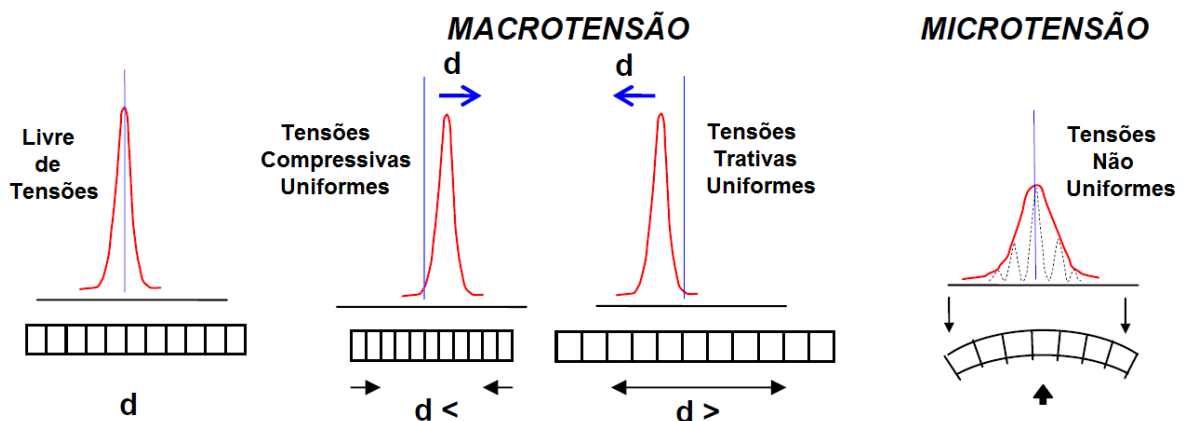 MACROTENSÃO
MICROTENSÃO
d
d
Livre
de
Tensões
Tensões
Compressivas
Uniformes
Tensões
Trativas
Uniformes
Tensões
Não
Uniformes
d
d <
d >